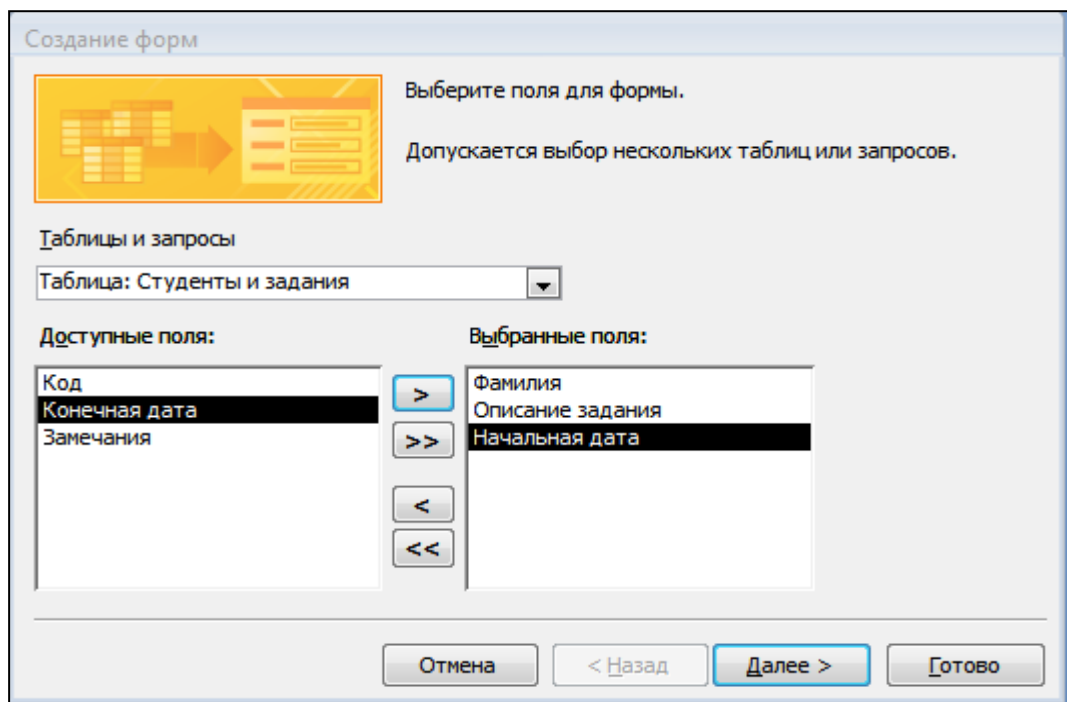 Создание форм
Выберите поля для формы.
Допускается выбор нескольких таблиц или запросов.
Таблицы и запросы
Таблица: Студенты и задания
Доступные поля:
Выбранные поля:
Код
Конечная дата
Замечания
>
>>
<
<<
Фамилия
Описание задания
Начальная дата
Отмена
< Назад
Далее >
Готово